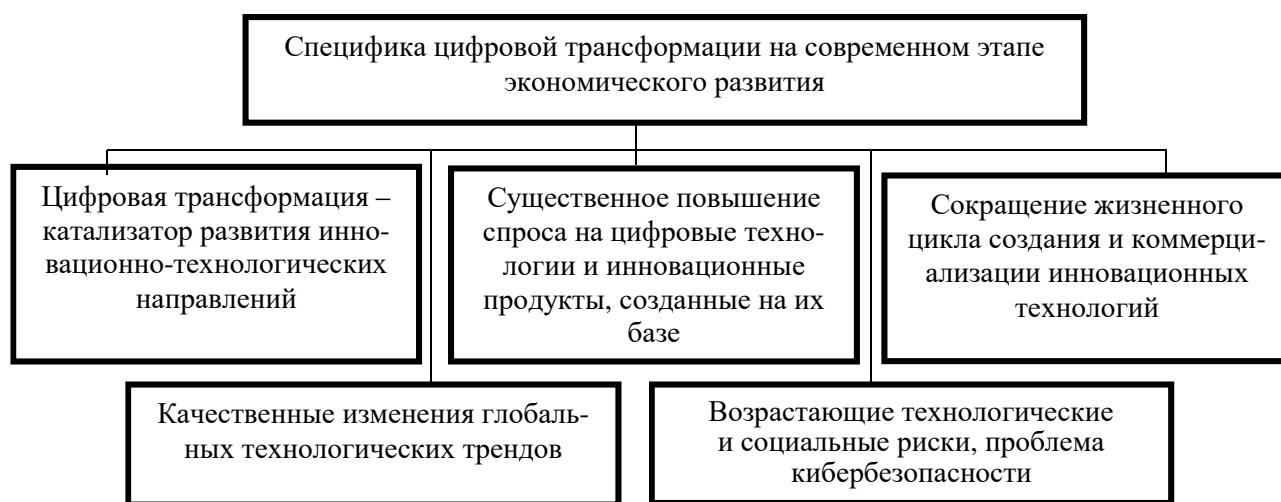 Специфика цифровой трансформации на современном этапе
экономического развития
Цифровая трансформация –
катализатор развития инно-
вационно-технологических
направлений
Существенное повышение
спроса на цифровые техно-
логии и инновационные
продукты, созданные на их
базе
Сокращение жизненного
цикла создания и коммерци-
ализации инновационных
технологий
Качественные изменения глобаль-
ных технологических трендов
Возрастающие технологические
и социальные риски, проблема
кибербезопасности